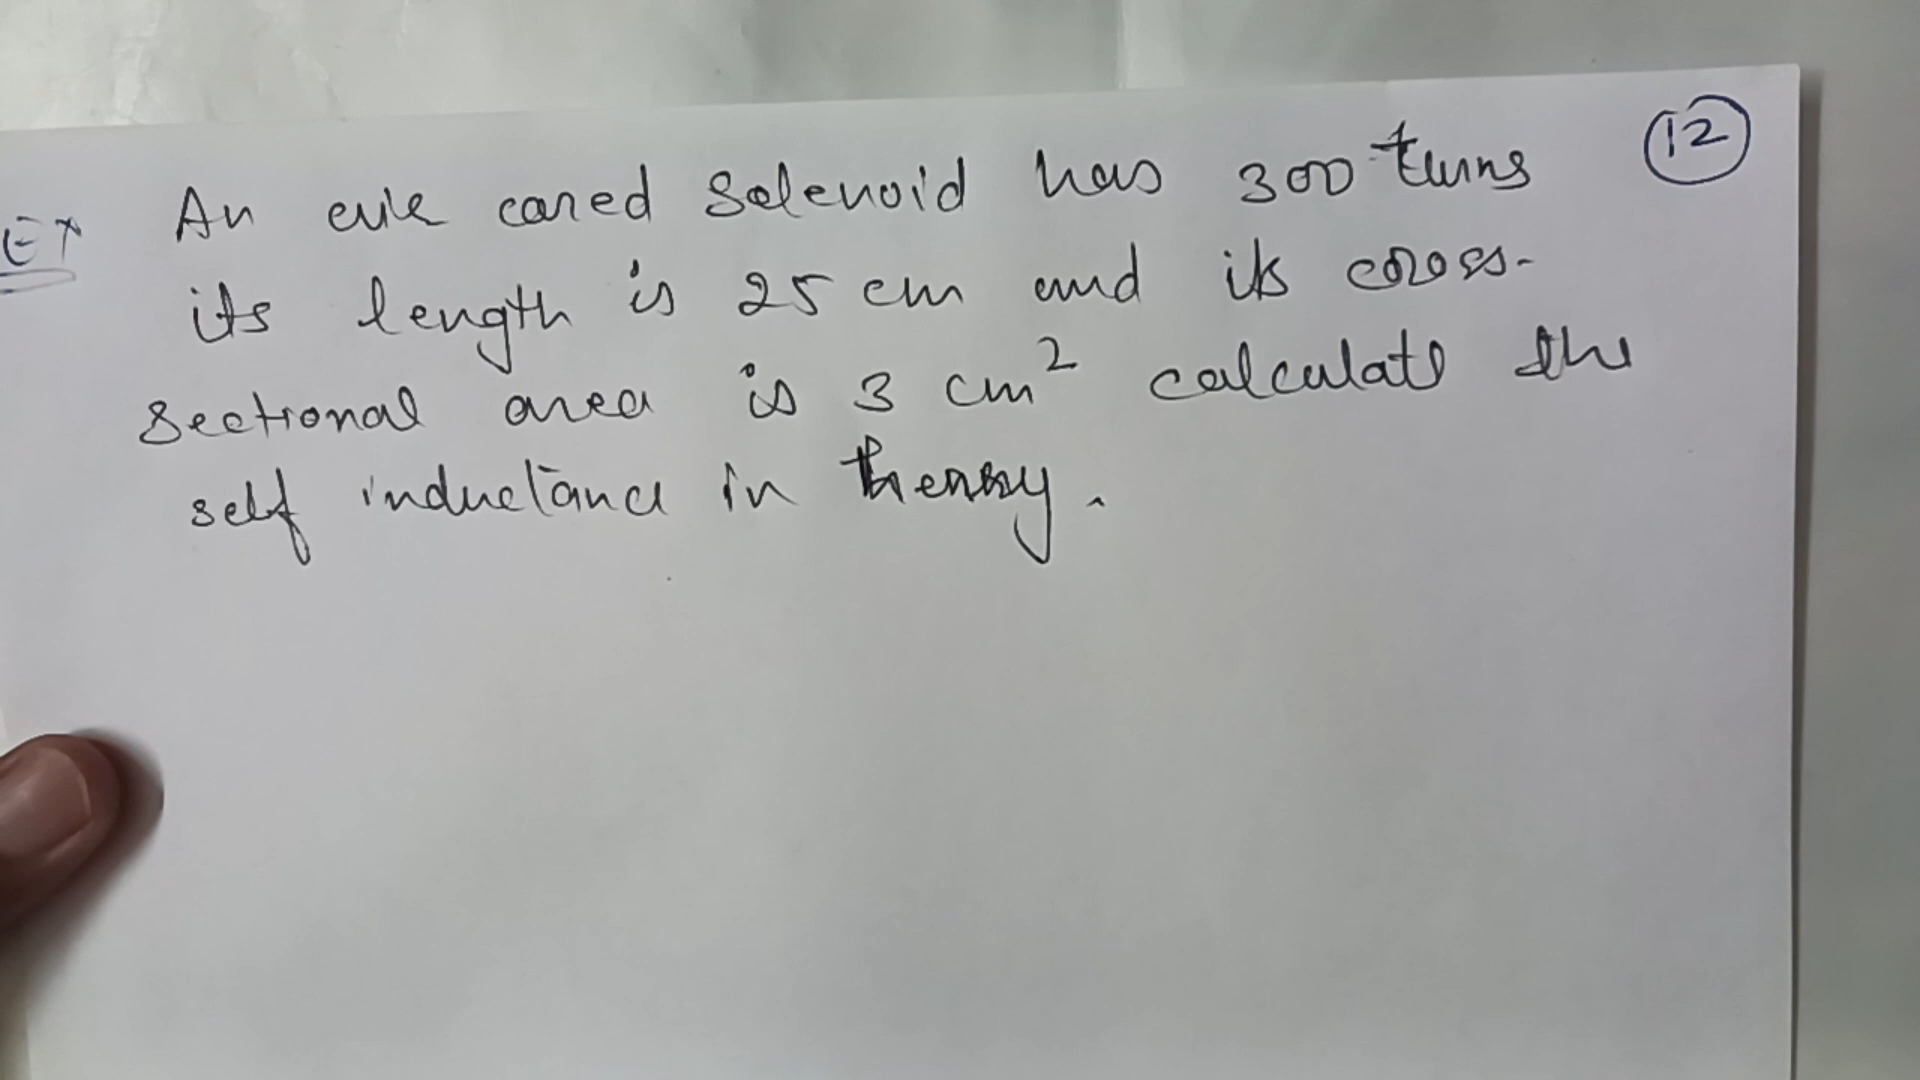 12
Ex An air cored solenoid has 300 turns
its length is 25 cm and its cross-
sectional area is 3 cm² calculate the
self inductance in henry.